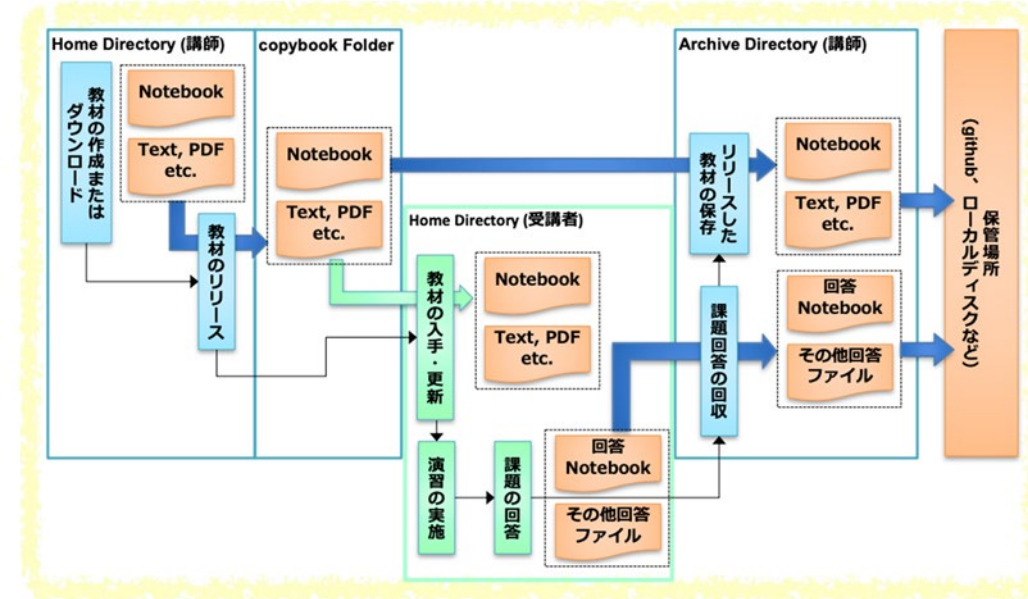 Home Directory (講師)
教材の作成または
ダウンロード
Notebook
Text, PDF
etc.
教材のリリース
copybook Folder
Notebook
Text, PDF
etc.
Home Directory (受講者)
教材の入手・更新
Notebook
Text, PDF
etc.
演習の実施
課題の回答
回答
Notebook
その他回答
ファイル
Archive Directory (講師)
リリースした
教材の保存
Notebook
Text, PDF
etc.
課題回答の回収
回答
Notebook
その他回答
ファイル
保管場所
(github、ローカルディスクなど)